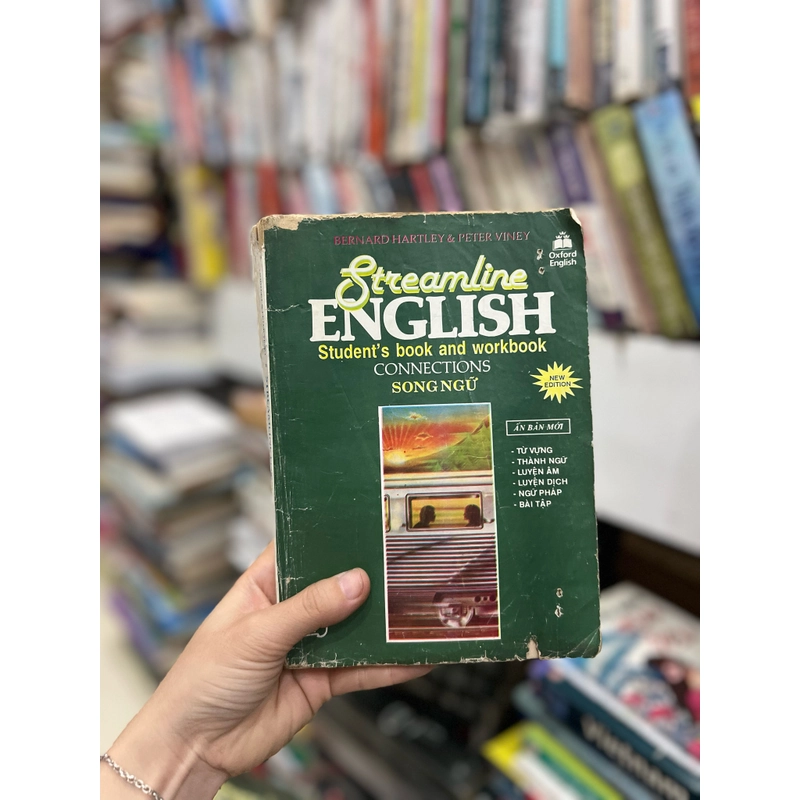 BERNARD HARTLEY & PETER VINEY
Oxford
English
Streamline
ENGLISH
Student's book and workbook
CONNECTIONS
SONG NGỮ
NEW
EDITION
ẤN BẢN MỚI
- TỪ VỰNG
- THÀNH NGỮ
- LUYỆN ÂM
- LUYỆN DỊCH
- NGỮ PHÁP
- BÀI TẬP
Vietnam